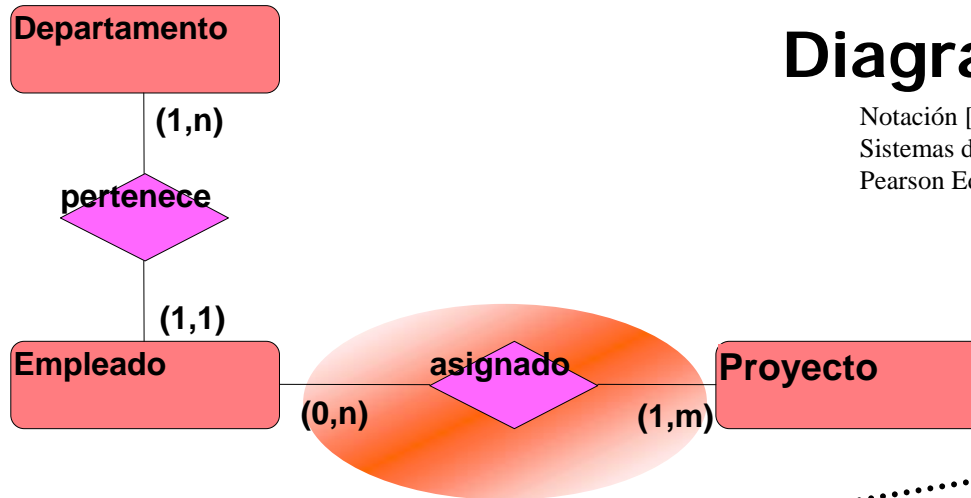 Departamento
Diagra
Notación [
Sistemas d
Pearson E
(1,n)
pertenece
(1,1)
Empleado
asignado
Proyecto
(0,n)
(1,m)